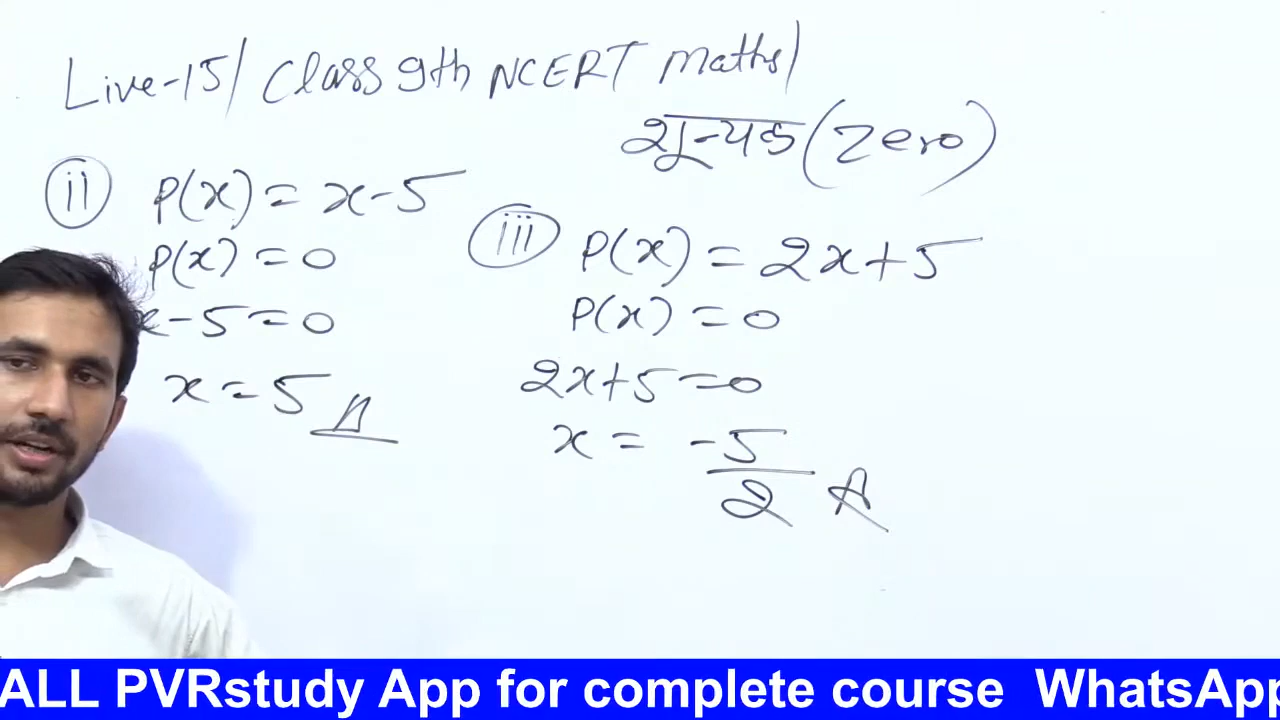 Live-15/ Class 9th NCERT Maths/
शून्यक (Zero)
ii P(x) = x-5
P(x) = 0
x-5=0
x = 5 A
iii P(x) = 2x+5
P(x) = 0
2x+5=0
x = -5/2 A
ALL PVRstudy App for complete course WhatsApp